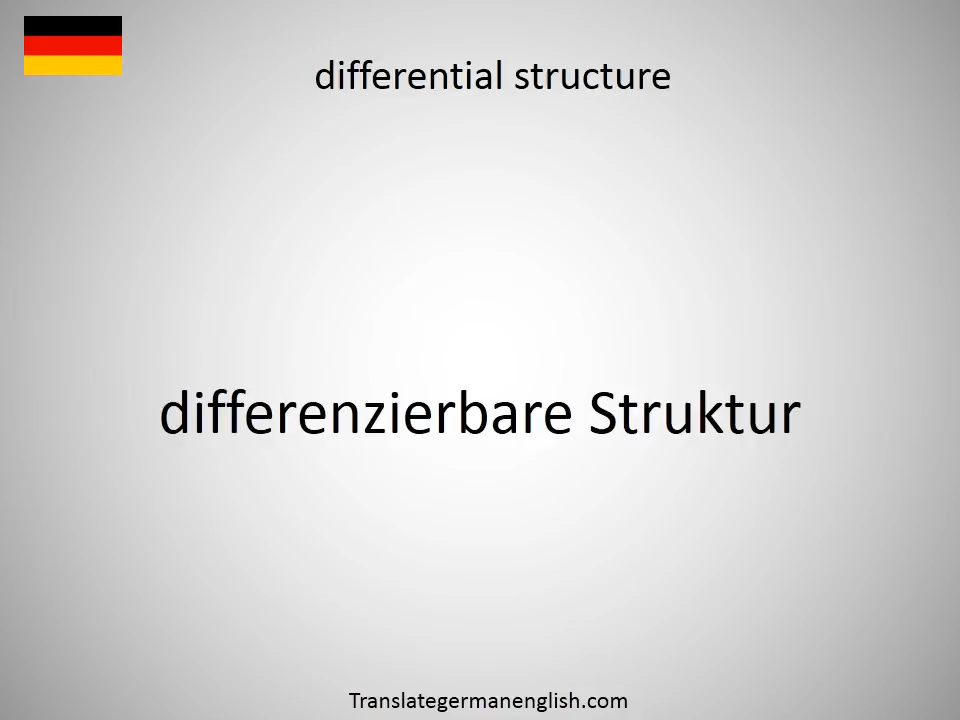 differential structure
differenzierbare Struktur
Translategermanenglish.com